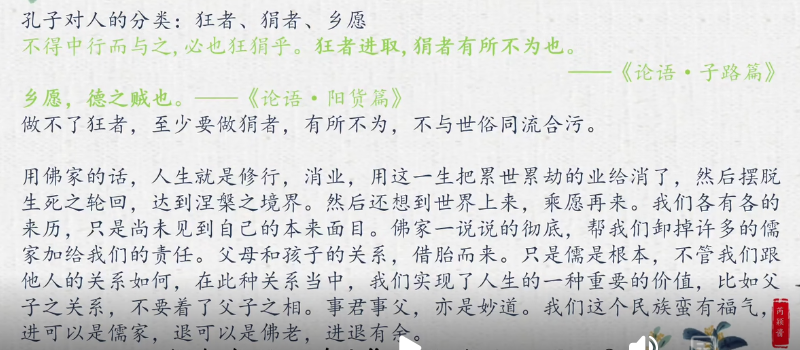 孔子对人的分类：狂者、狷者、乡愿
不得中行而与之,必也狂狷乎。狂者进取,狷者有所不为也。
——《论语·子路篇》
乡愿，德之贼也。——《论语·阳货篇》
做不了狂者，至少要做狷者，有所不为，不与世俗同流合污。
用佛家的话，人生就是修行，消业，用这一生把累世累劫的业给消了，然后摆脱
生死之轮回，达到涅槃之境界。然后还想到世界上来，乘愿再来。我们各有各的
来历，只是尚未见到自己的本来面目。佛家一说说的彻底，帮我们卸掉许多的儒
家加给我们的责任。父母和孩子的关系，借胎而来。只是儒是根本，不管我们跟
他人的关系如何，在此种关系当中，我们实现了人生的一种重要的价值，比如父
子之关系，不要着了父子之相。事君事父，亦是妙道。我们这个民族蛮有福气，
进可以是儒家，退可以是佛老，进退有余。